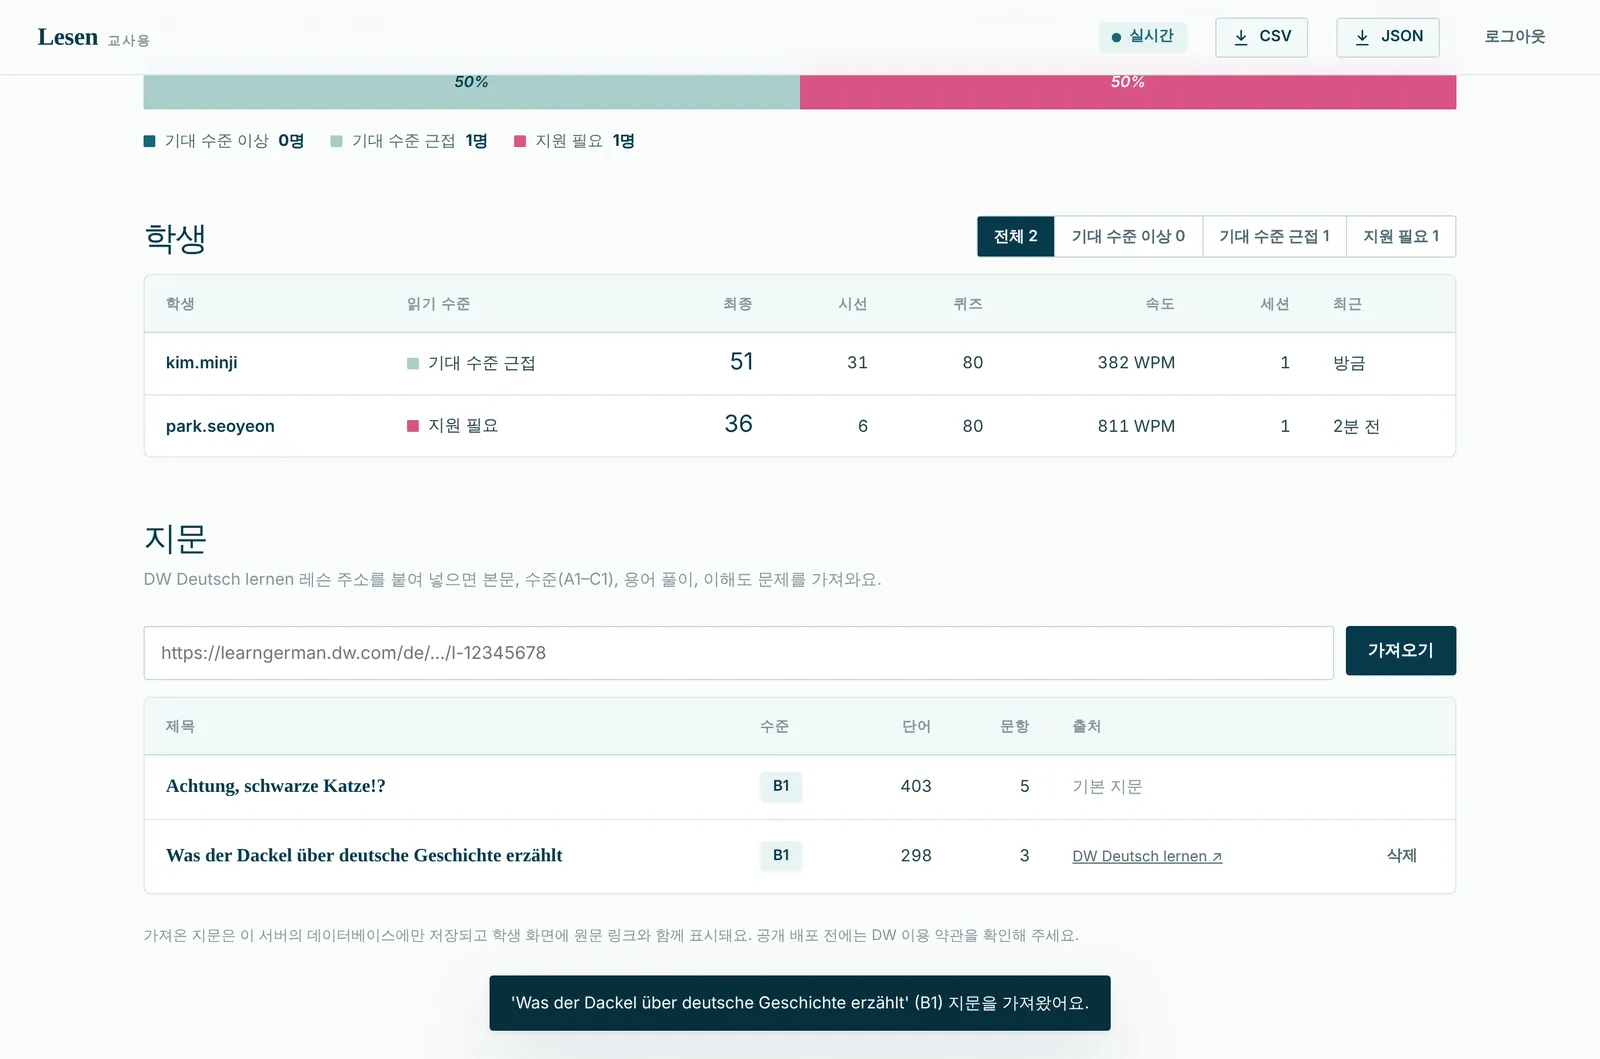 Lesen 교사용
실시간
CSV
JSON
로그아웃
50% 50%
기대 수준 이상 0명 기대 수준 근접 1명 지원 필요 1명
학생
전체 2 기대 수준 이상 0 기대 수준 근접 1 지원 필요 1
학생 읽기 수준 최종 시선 퀴즈 속도 세션 최근
kim.minji 기대 수준 근접 51 31 80 382 WPM 1 방금
park.seoyeon 지원 필요 36 6 80 811 WPM 1 2분 전
지문
DW Deutsch lernen 레슨 주소를 붙여 넣으면 본문, 수준(A1–C1), 용어 풀이, 이해도 문제를 가져와요.
https://learngerman.dw.com/de/…/l-12345678
가져오기
제목 수준 단어 문항 출처
Achtung, schwarze Katze!? B1 403 5 기본 지문
Was der Dackel über deutsche Geschichte erzählt B1 298 3 DW Deutsch lernen ↗ 삭제
가져온 지문은 이 서버의 데이터베이스에만 저장되고 학생 화면에 원문 링크와 함께 표시돼요. 공개 배포 전에는 DW 이용 약관을 확인해 주세요.
'Was der Dackel über deutsche Geschichte erzählt' (B1) 지문을 가져왔어요.